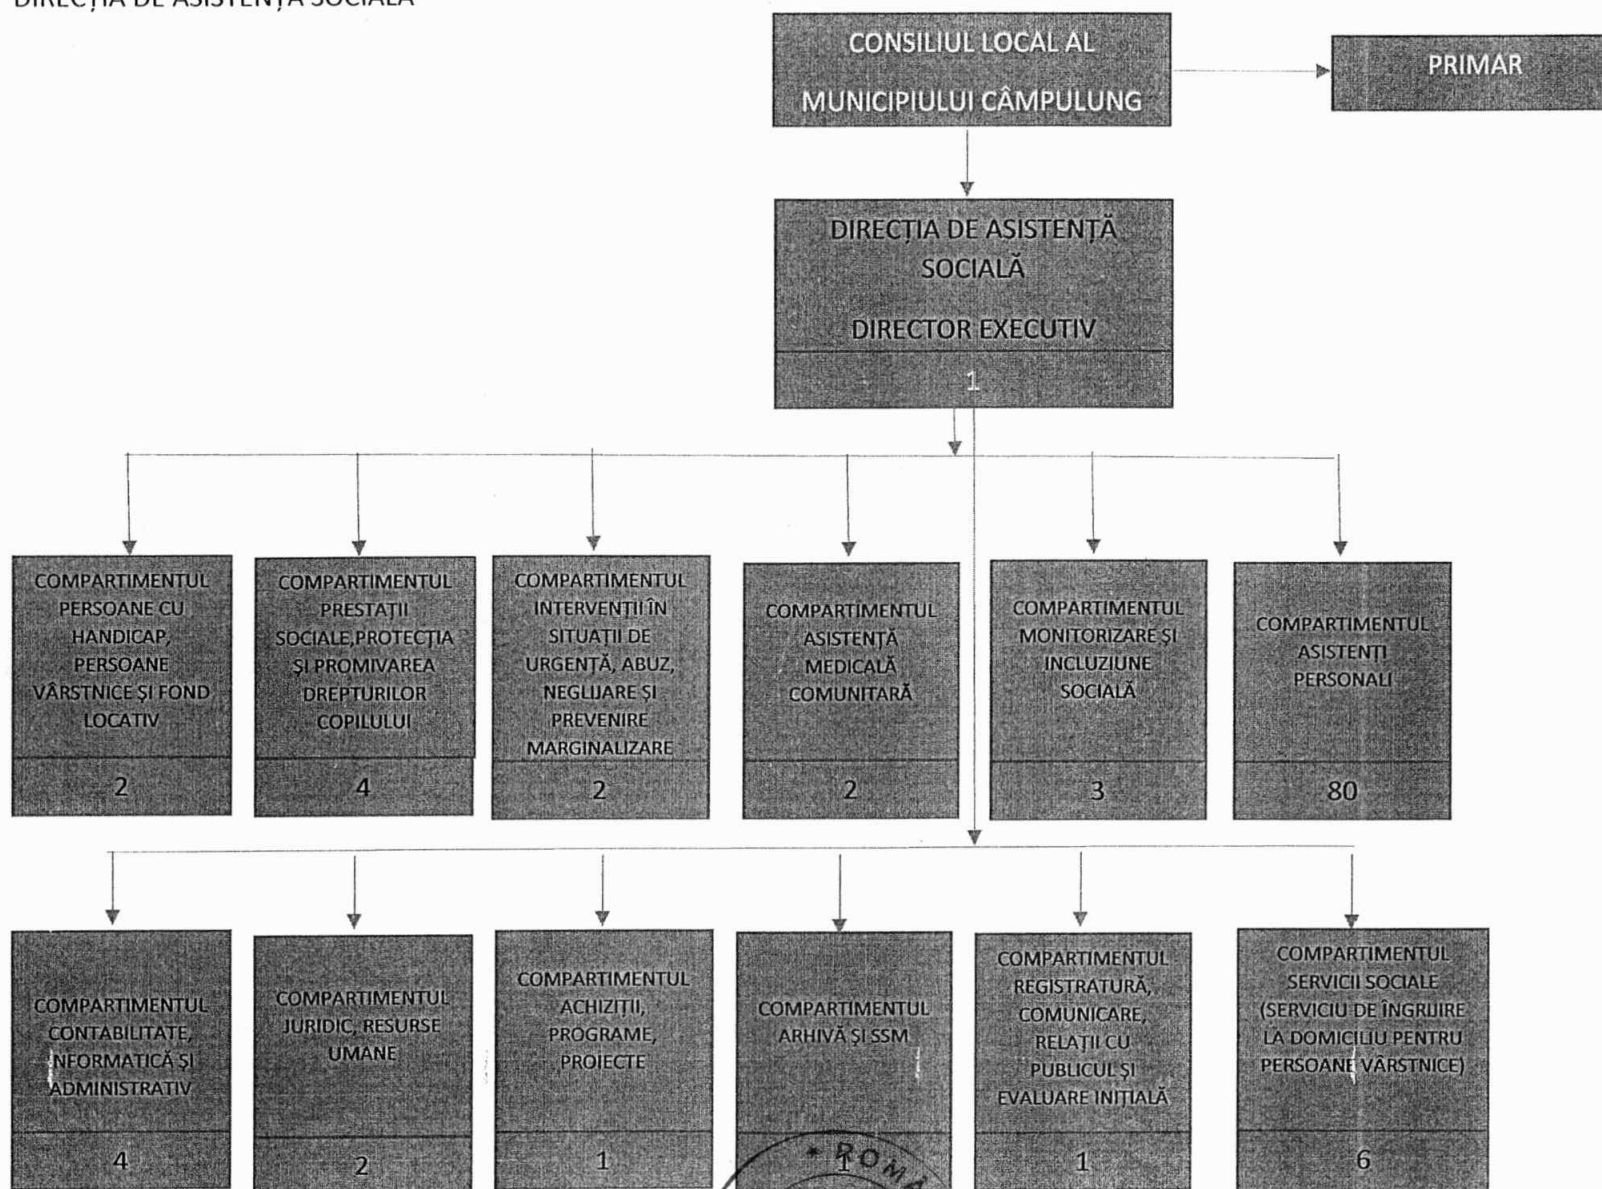 DIRECȚIA DE ASISTENȚĂ SOCIALĂ
CONSILIUL LOCAL AL
MUNICIPIULUI CÂMPULUNG
PRIMAR
DIRECȚIA DE ASISTENȚĂ
SOCIALĂ
DIRECTOR EXECUTIV
1
COMPARTIMENTUL
PERSOANE CU
HANDICAP,
PERSOANE
VÂRSTNICE ȘI FOND
LOCATIV
2
COMPARTIMENTUL
PRESTAȚII
SOCIALE,PROTECȚIA
ȘI PROMIVAREA
DREPTURILOR
COPILULUI
4
COMPARTIMENTUL
INTERVENȚII ÎN
SITUAȚII DE
URGENȚĂ, ABUZ,
NEGLIJARE ȘI
PREVENIRE
MARGINALIZARE
2
COMPARTIMENTUL
ASISTENȚĂ
MEDICALĂ
COMUNITARĂ
2
COMPARTIMENTUL
MONITORIZARE ȘI
INCLUZIUNE
SOCIALĂ
3
COMPARTIMENTUL
ASISTENȚI
PERSONALI
80
COMPARTIMENTUL
CONTABILITATE,
INFORMATICĂ ȘI
ADMINISTRATIV
4
COMPARTIMENTUL
JURIDIC, RESURSE
UMANE
2
COMPARTIMENTUL
ACHIZIȚII,
PROGRAME,
PROIECTE
1
COMPARTIMENTUL
ARHIVĂ ȘI SSM
1
COMPARTIMENTUL
REGISTRATURĂ,
COMUNICARE,
RELAȚII CU
PUBLICUL ȘI
EVALUARE INIȚIALĂ
1
COMPARTIMENTUL
SERVICII SOCIALE
(SERVICIU DE ÎNGRIJIRE
LA DOMICILIU PENTRU
PERSOANE VÂRSTNICE)
6